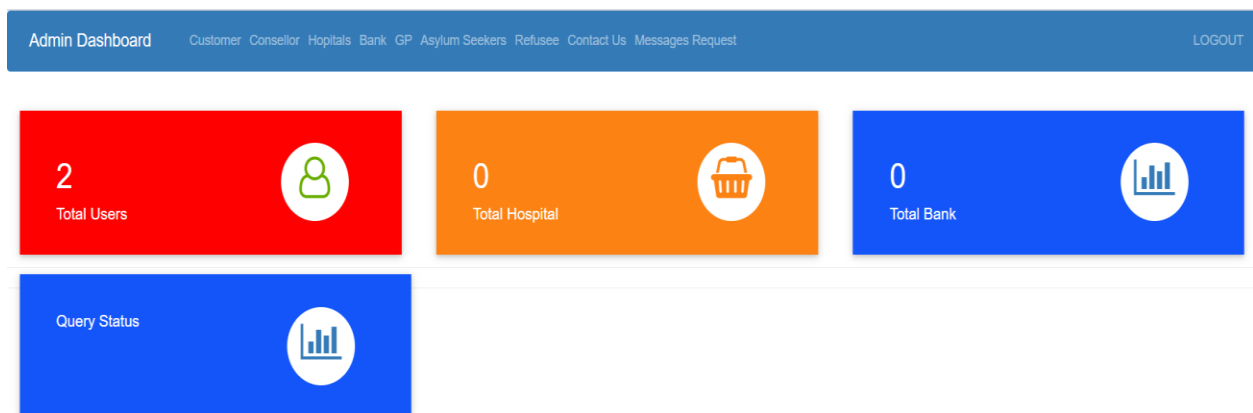 Admin Dashboard Customer Consellor Hopitals Bank GP Asylum Seekers Refusee Contact Us Messages Request LOGOUT
2
Total Users
0
Total Hospital
0
Total Bank
Query Status